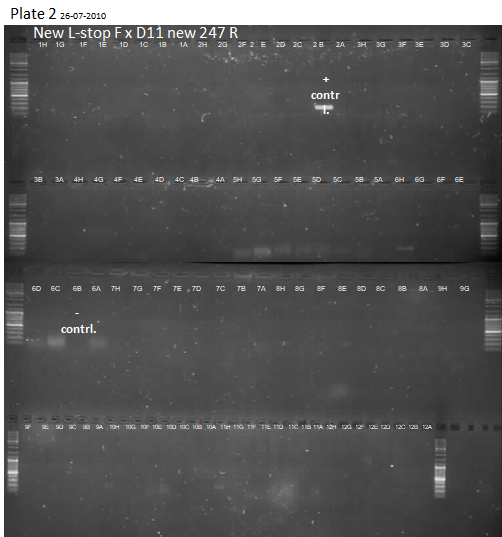 Plate 2 26-07-2010
New L-stop F x D11 new 247 R
1H 1G 1F 1E 1D 1C 1B 1A 2H 2G 2F 2 E 2D 2C 2 B 2A 3H 3G 3F 3E 3D 3C
+
contr
l.
3B 3A 4H 4G 4F 4E 4D 4C 4B 4A 5H 5G 5F 5E 5D 5C 5B 5A 6H 6G 6F 6E
6D 6C 6B 6A 7H 7G 7F 7E 7D 7C 7B 7A 8H 8G 8F 8E 8D 8C 8B 8A 9H 9G
-
contrl.
9F 9E 9D 9C 9B 9A 10H 10G 10F 10E 10D 10C 10B 10A 11H 11G 11F 11E 11D 11C 11B 11A 12H 12G 12F 12E 12D 12C 12B 12A